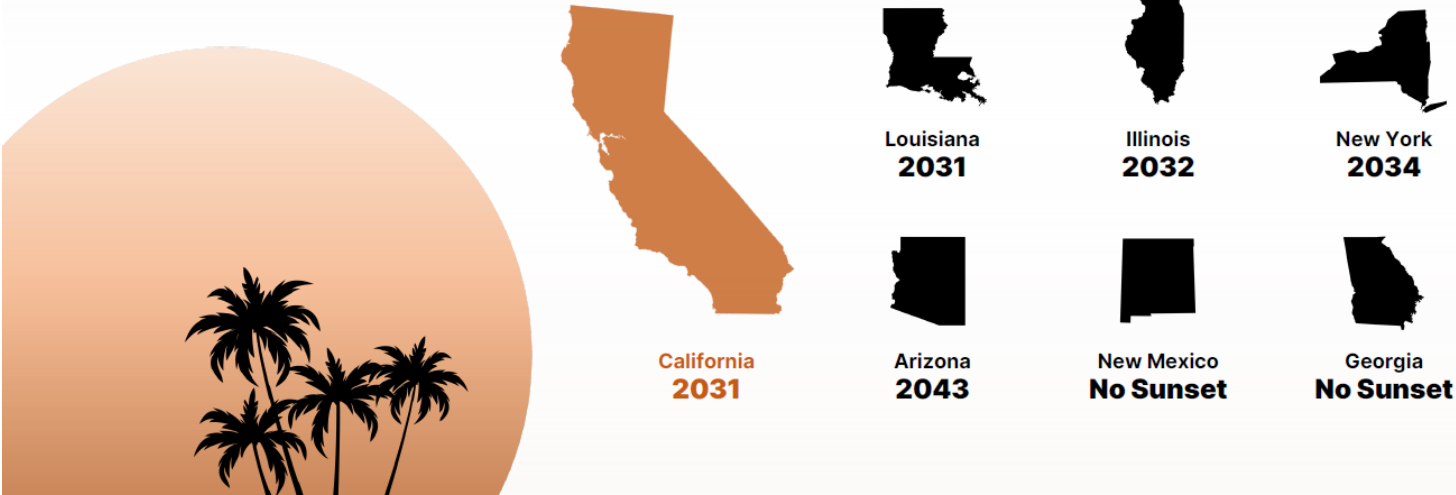 Louisiana
2031
Illinois
2032
New York
2034
California
2031
Arizona
2043
New Mexico
No Sunset
Georgia
No Sunset